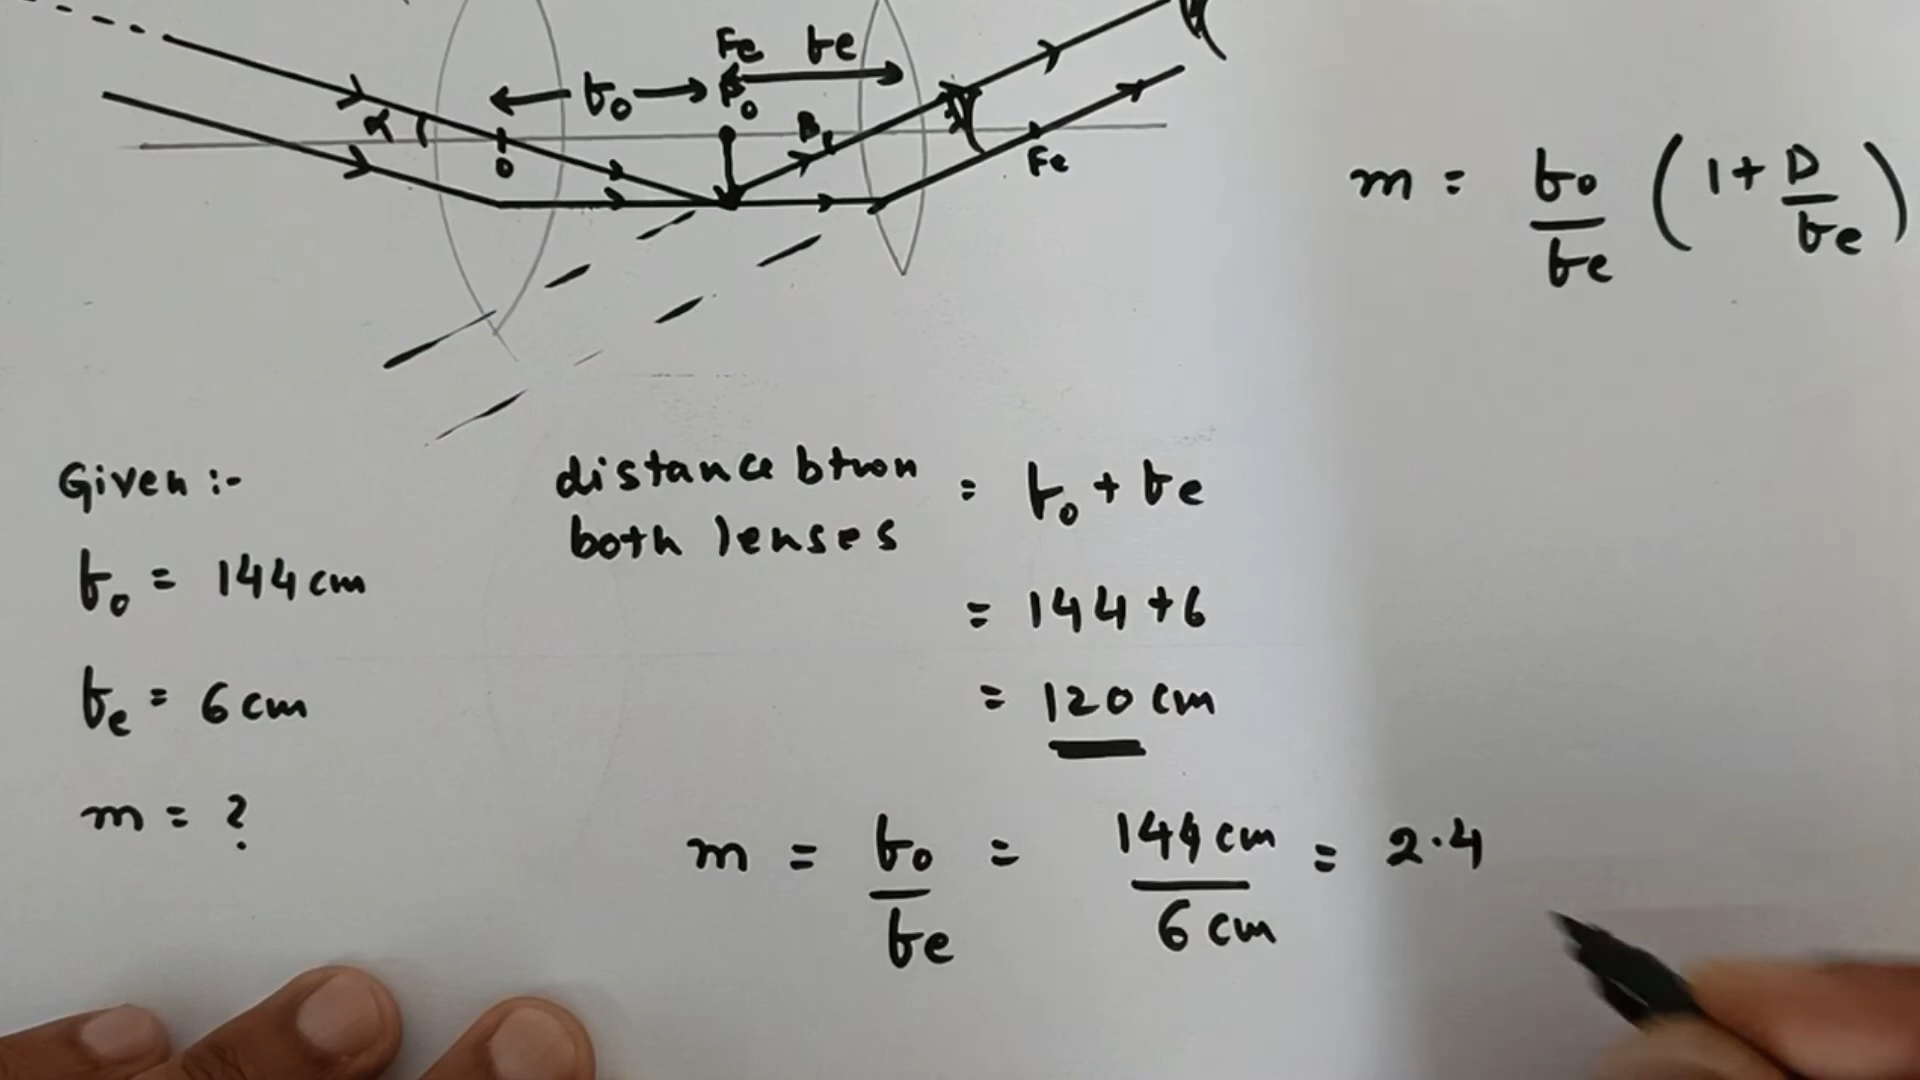 Fe fe
fo Fo
α
B1
O
Fe
m = fo/fe (1 + D/fe)
Given :-
fo = 144 cm
fe = 6 cm
m = ?
distance btwn
both lenses
= fo + fe
= 144 + 6
= 120 cm
m = fo/fe = 144 cm/6 cm = 2.4